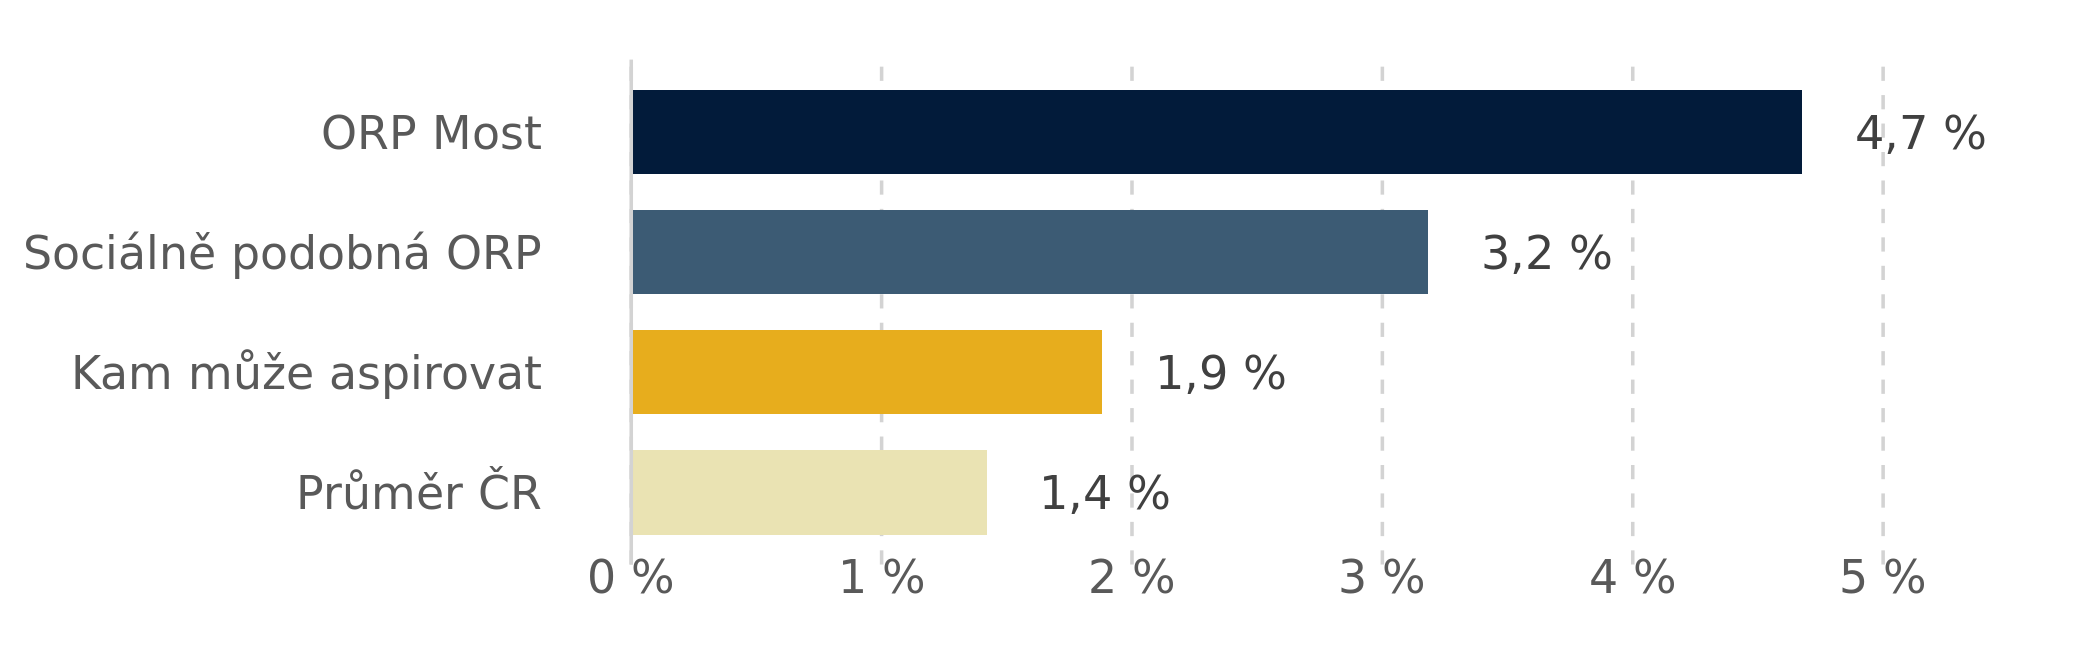 ORP Most 4,7 %
Sociálně podobná ORP 3,2 %
Kam může aspirovat 1,9 %
Průměr ČR 1,4 %
0 % 1 % 2 % 3 % 4 % 5 %